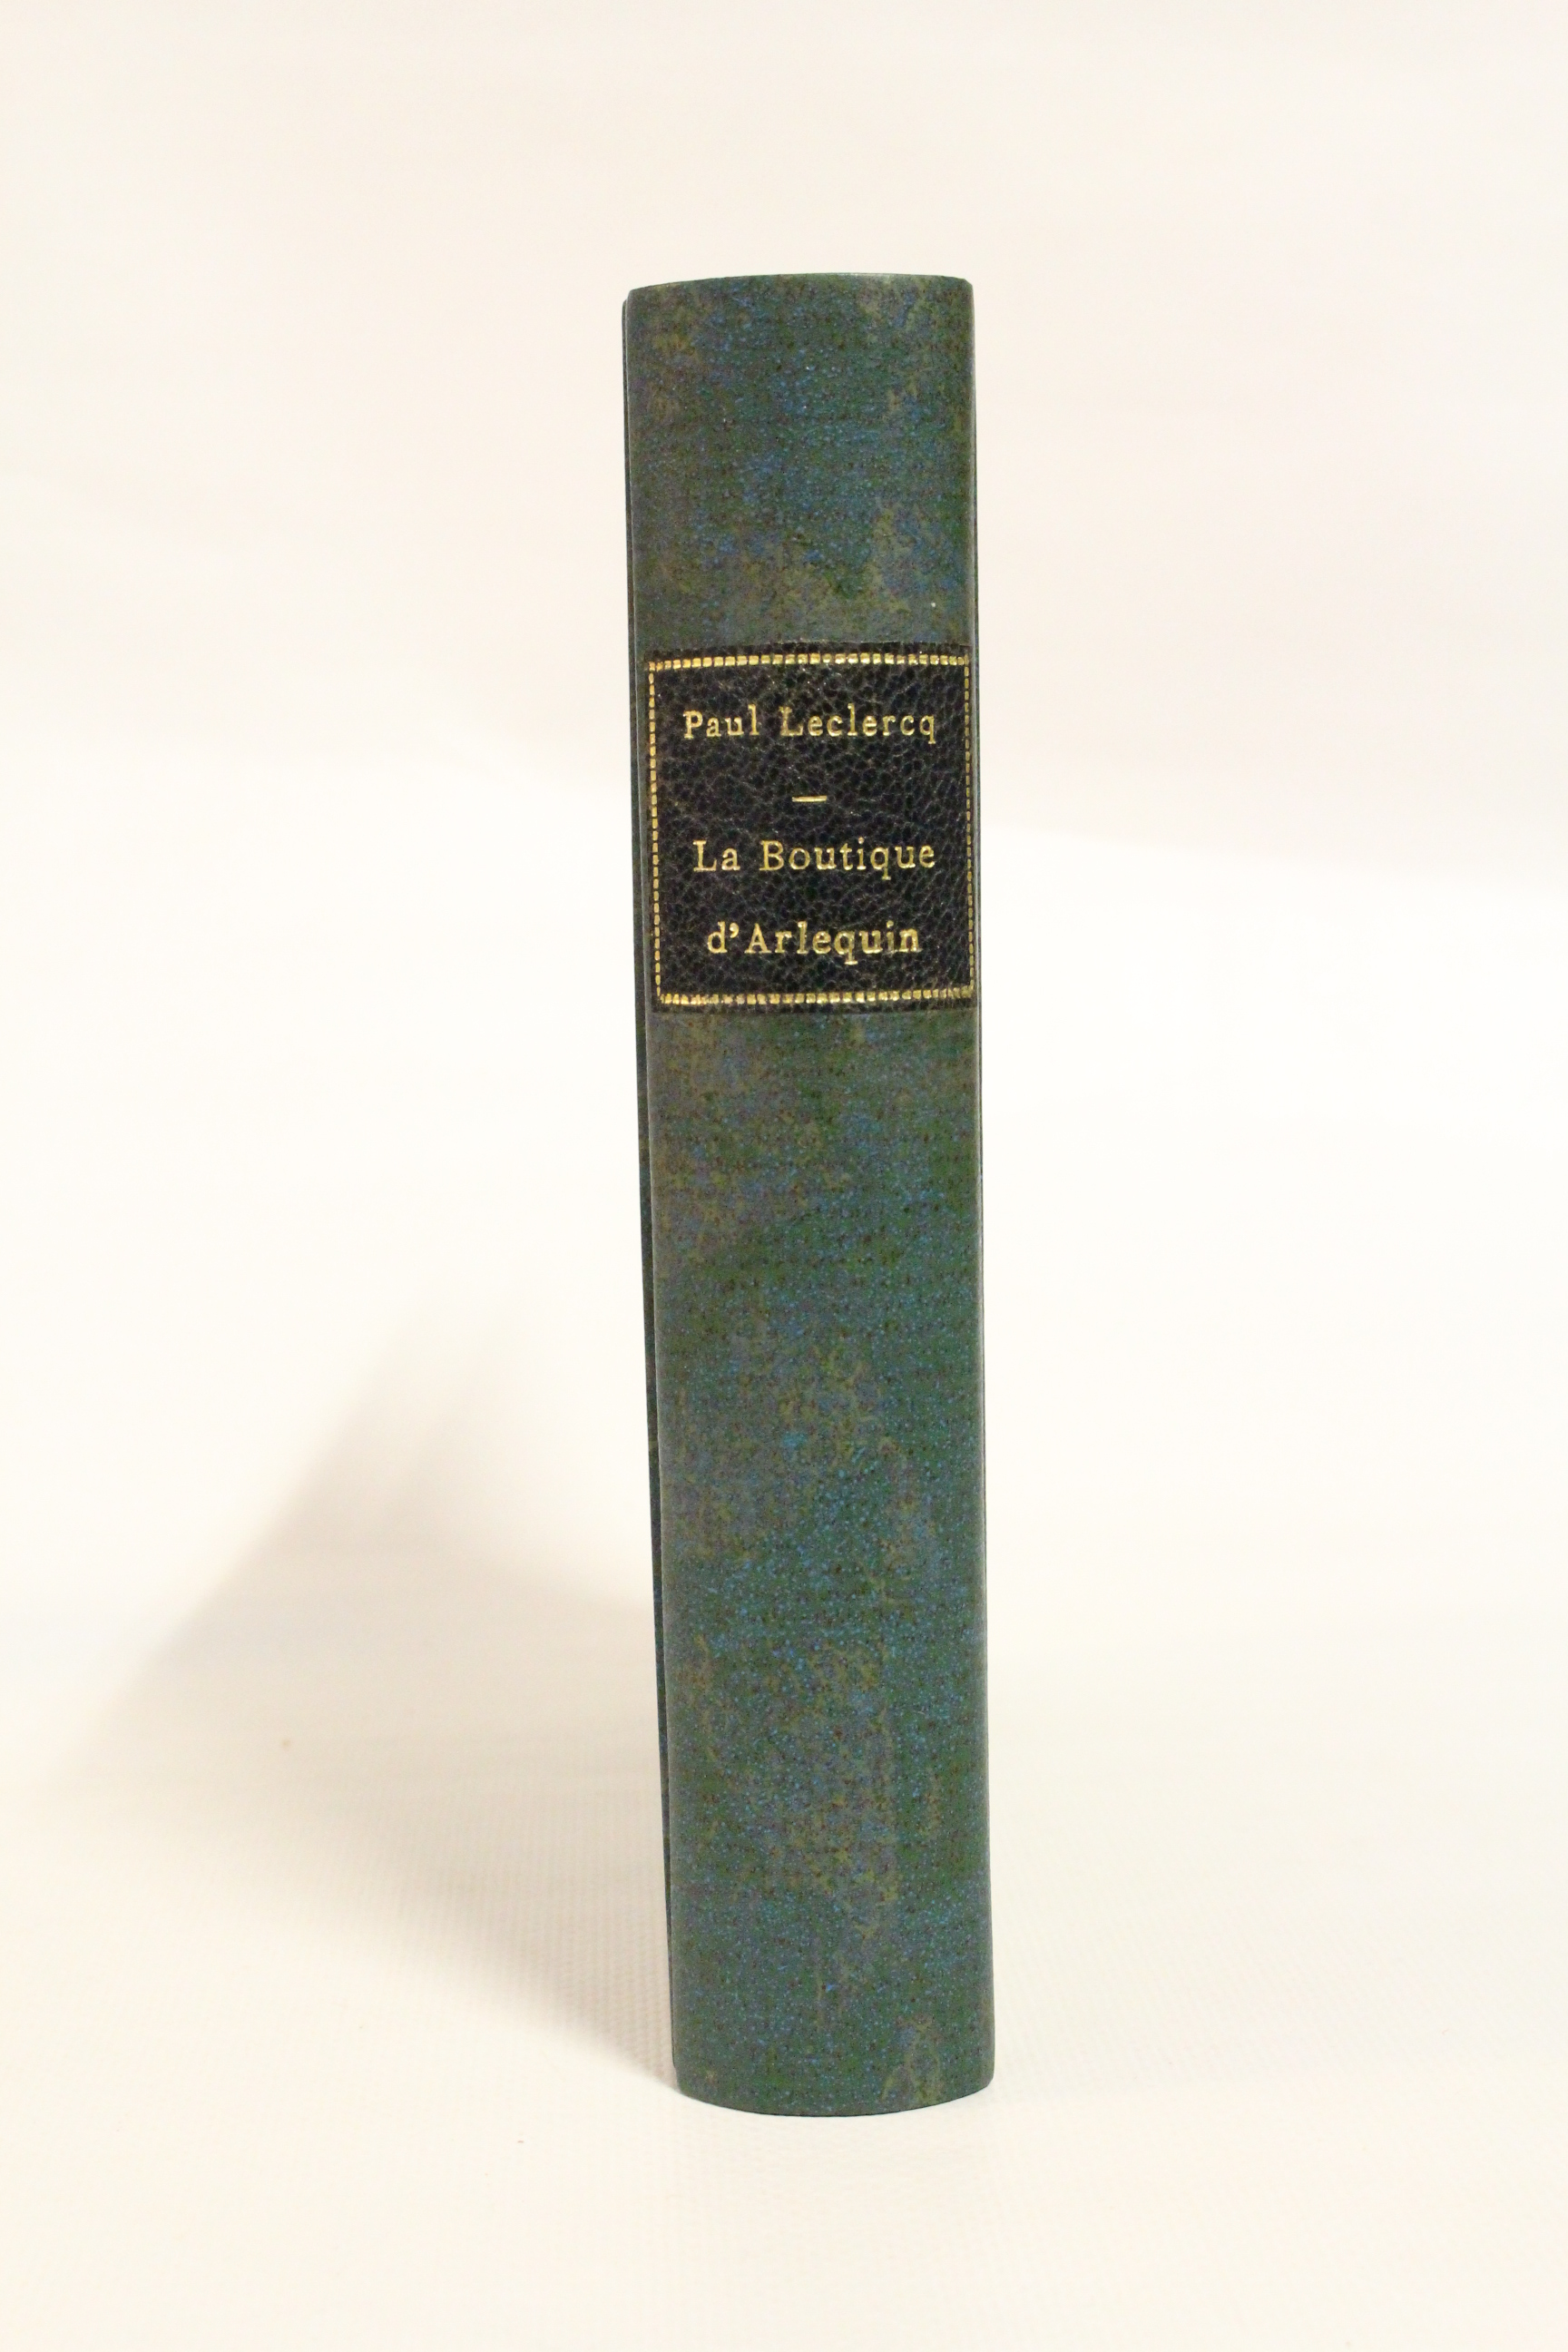 Paul Leclercq
—
La Boutique
d'Arlequin